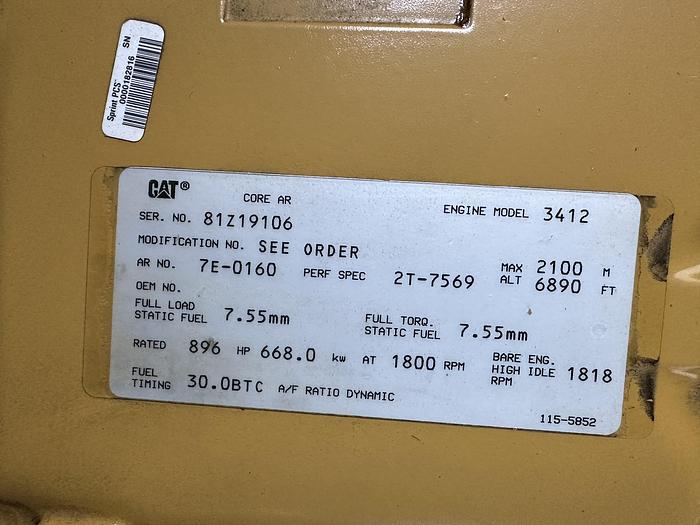 Sprint PCS™
0000182816 SN
CAT®
CORE AR
ENGINE MODEL 3412
SER. NO. 81Z19106
MODIFICATION NO. SEE ORDER
AR NO. 7E-0160 PERF SPEC 2T-7569 MAX ALT 2100 M 6890 FT
OEM NO.
FULL LOAD STATIC FUEL 7.55mm FULL TORQ. STATIC FUEL 7.55mm
RATED 896 HP 668.0 kw AT 1800 RPM BARE ENG. HIGH IDLE RPM 1818
FUEL TIMING 30.0BTC A/F RATIO DYNAMIC
115-5852